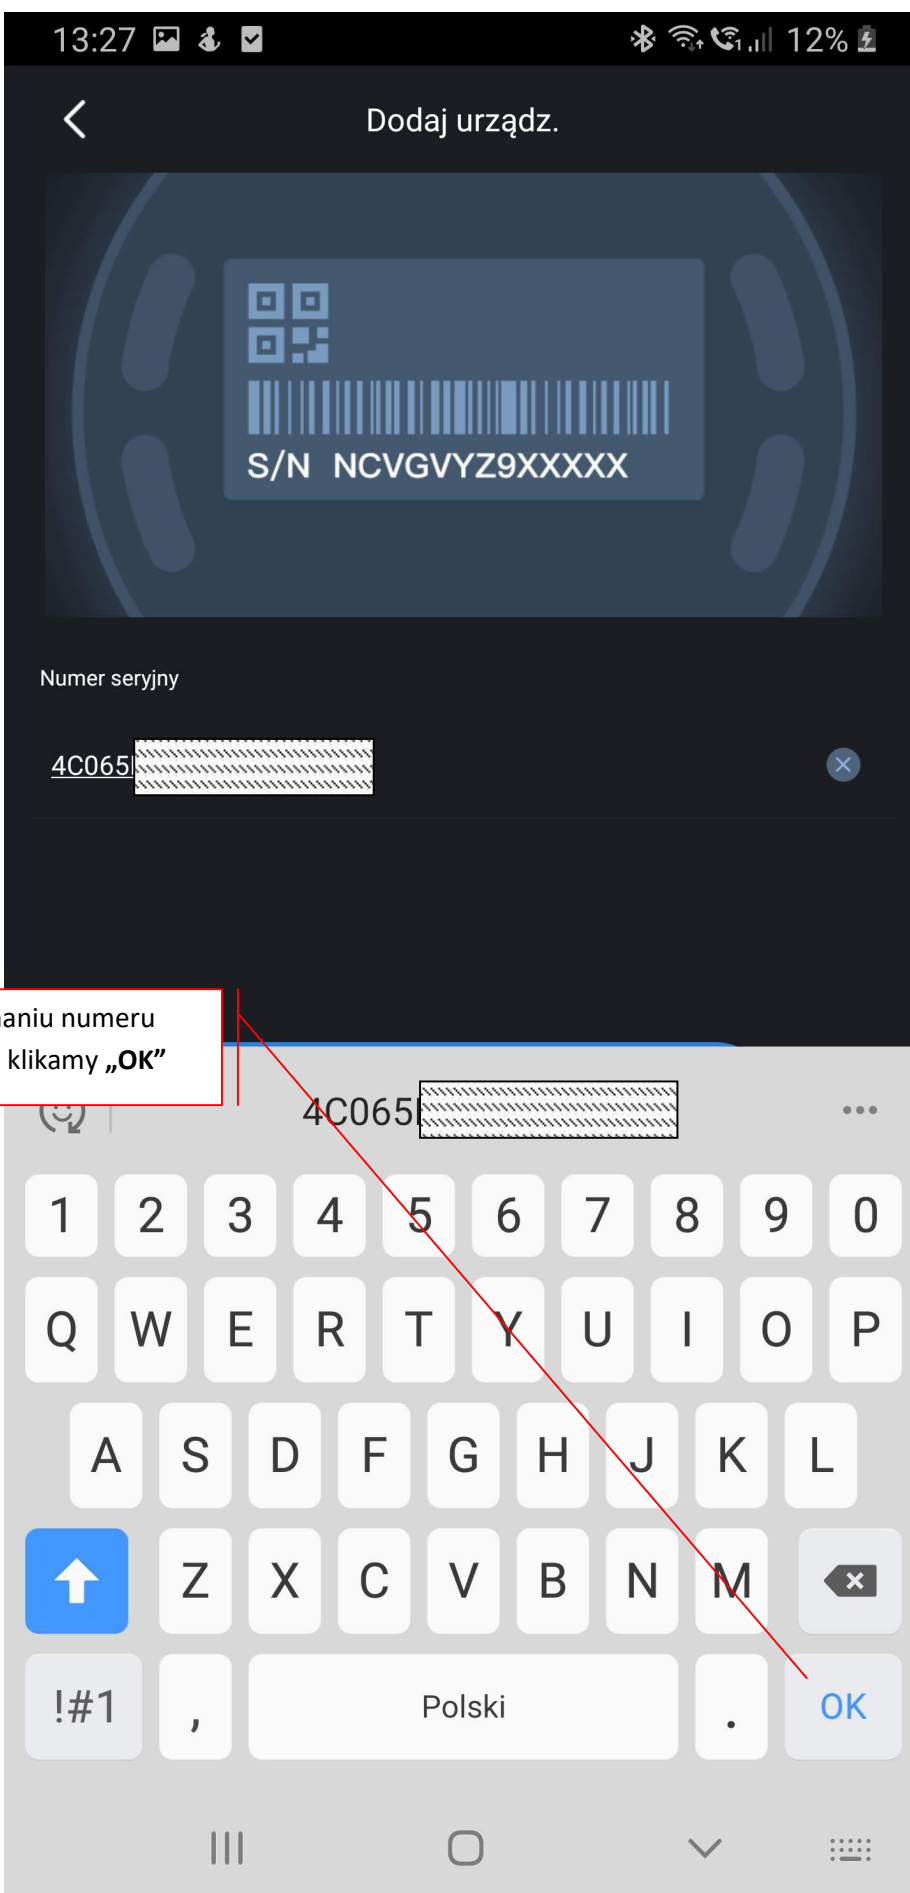 13:27
12%
Dodaj urządz.
S/N NCVGVYZ9XXXXX
Numer seryjny
4C065
numeru
klikamy „OK”
4C065
1 2 3 4 5 6 7 8 9 0
Q W E R T Y U I O P
A S D F G H J K L
Z X C V B N M
!#1 , Polski . OK